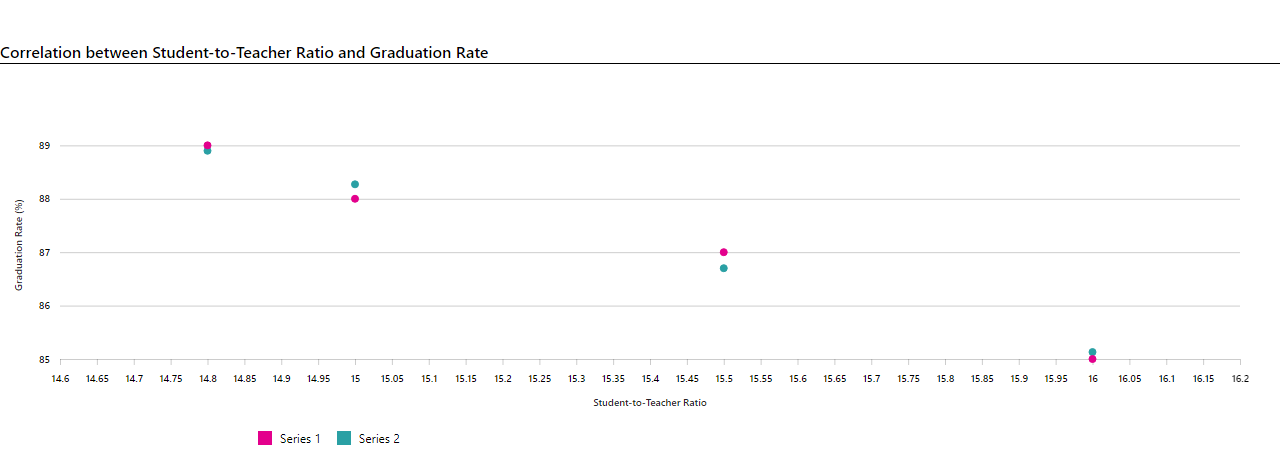 Correlation between Student-to-Teacher Ratio and Graduation Rate
89
88
87
86
85
Graduation Rate (%)
14.6 14.65 14.7 14.75 14.8 14.85 14.9 14.95 15 15.05 15.1 15.15 15.2 15.25 15.3 15.35 15.4 15.45 15.5 15.55 15.6 15.65 15.7 15.75 15.8 15.85 15.9 15.95 16 16.05 16.1 16.15 16.2
Student-to-Teacher Ratio
Series 1 Series 2